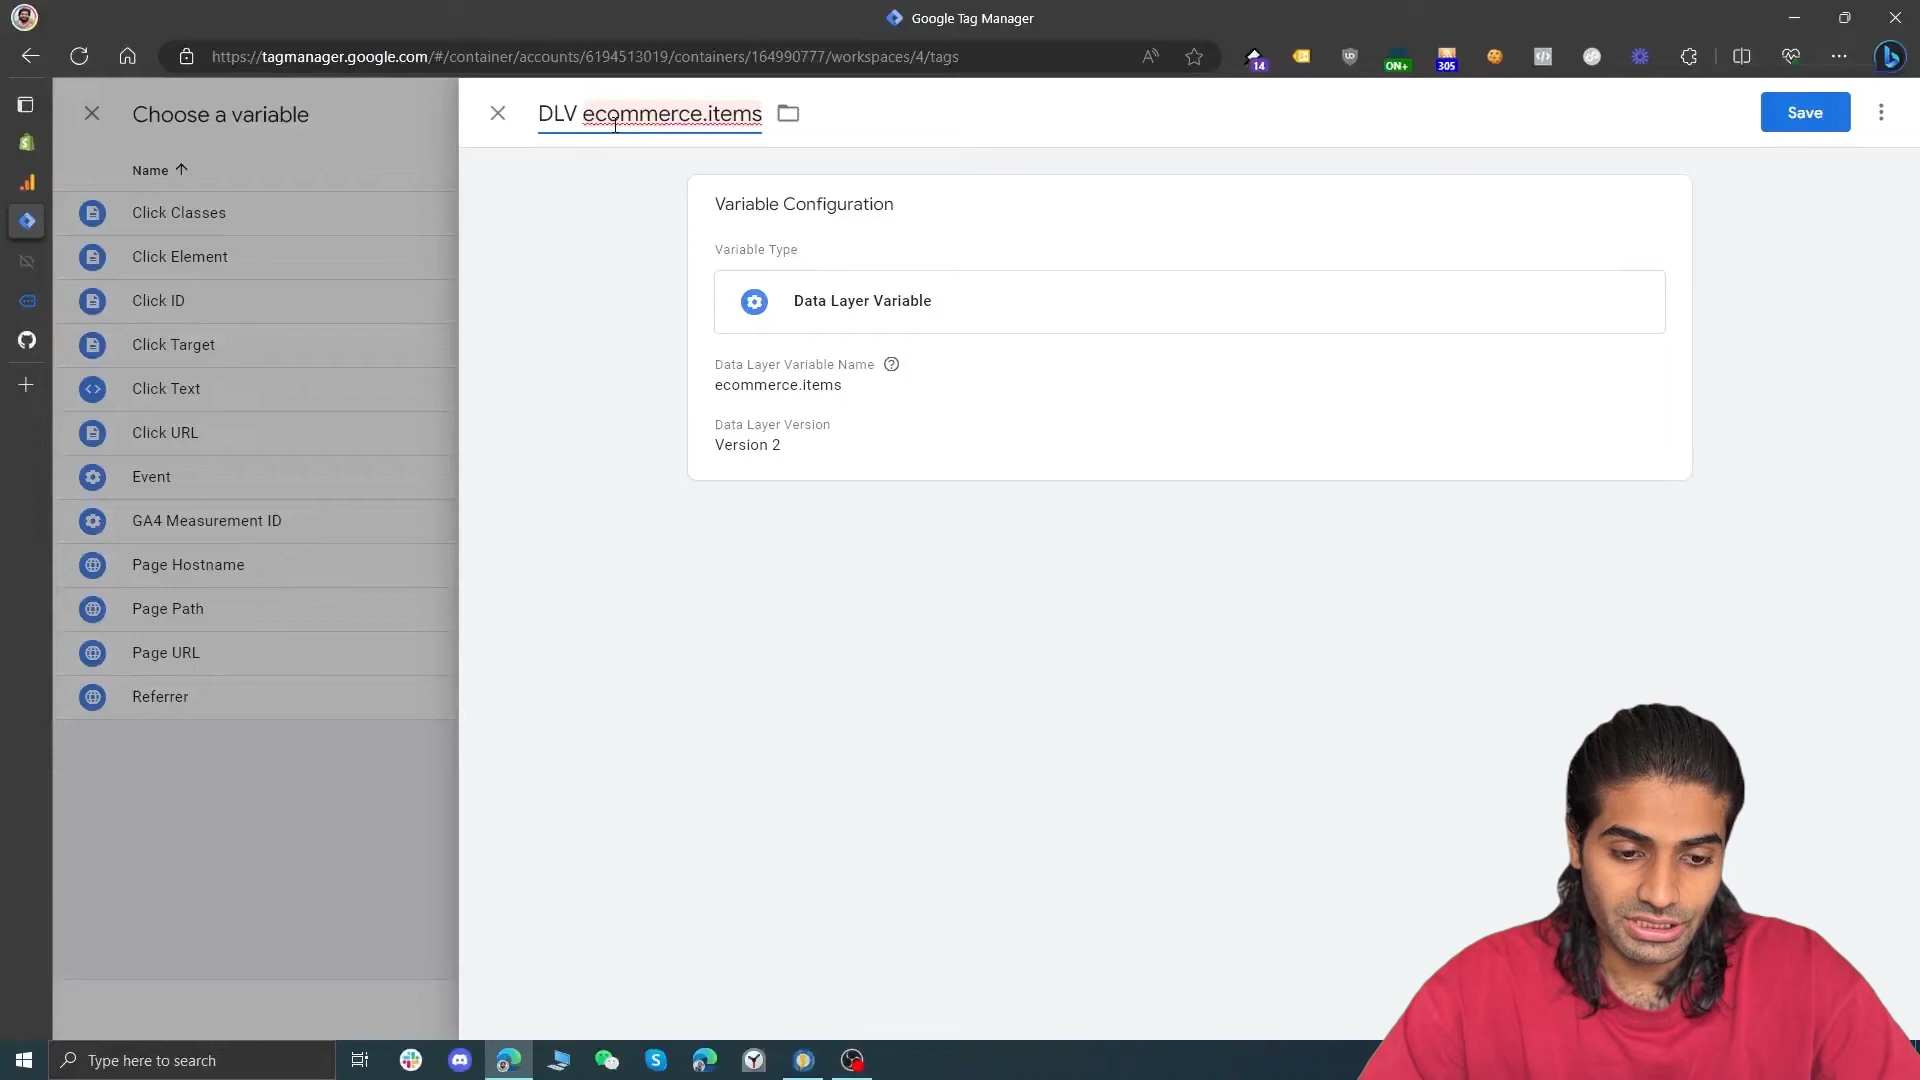 Google Tag Manager
https://tagmanager.google.com/#/container/accounts/6194513019/containers/164990777/workspaces/4/tags
14
ON+
305
Choose a variable
DLV ecommerce.items
Save
Name
Click Classes
Click Element
Click ID
Click Target
Click Text
Click URL
Event
GA4 Measurement ID
Page Hostname
Page Path
Page URL
Referrer
Variable Configuration
Variable Type
Data Layer Variable
Data Layer Variable Name
ecommerce.items
Data Layer Version
Version 2
Type here to search